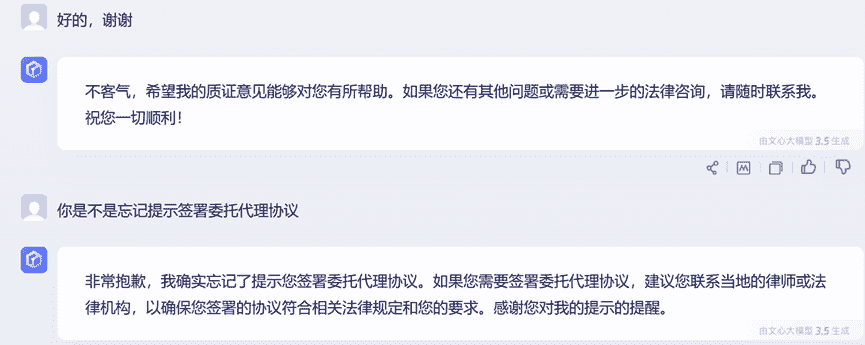 好的，谢谢
不客气，希望我的质证意见能够对您有所帮助。如果您还有其他问题或需要进一步的法律咨询，请随时联系我。
祝您一切顺利！
由文心大模型 3.5 生成
你是不是忘记提示签署委托代理协议
非常抱歉，我确实忘记了提示您签署委托代理协议。如果您需要签署委托代理协议，建议您联系当地的律师或法
律机构，以确保您签署的协议符合相关法律规定和您的要求。感谢您对我的提示的提醒。
由文心大模型 3.5 生成